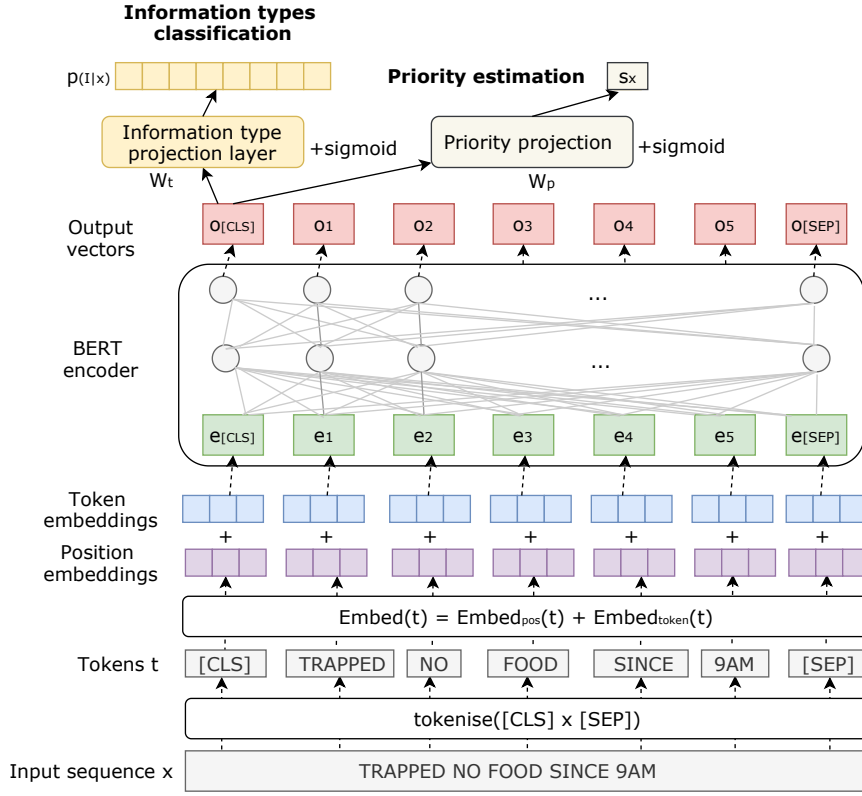 Information types
classification
p(I|x)
Priority estimation
sx
Information type
projection layer
+sigmoid
Priority projection
+sigmoid
Wt
Wp
Output
vectors
o[CLS] o1 o2 o3 o4 o5 o[SEP]
...
BERT
encoder
...
e[CLS] e1 e2 e3 e4 e5 e[SEP]
Token
embeddings
+ + + + + + +
Position
embeddings
Embed(t) = Embedpos(t) + Embedtoken(t)
Tokens t [CLS] TRAPPED NO FOOD SINCE 9AM [SEP]
tokenise([CLS] x [SEP])
Input sequence x TRAPPED NO FOOD SINCE 9AM